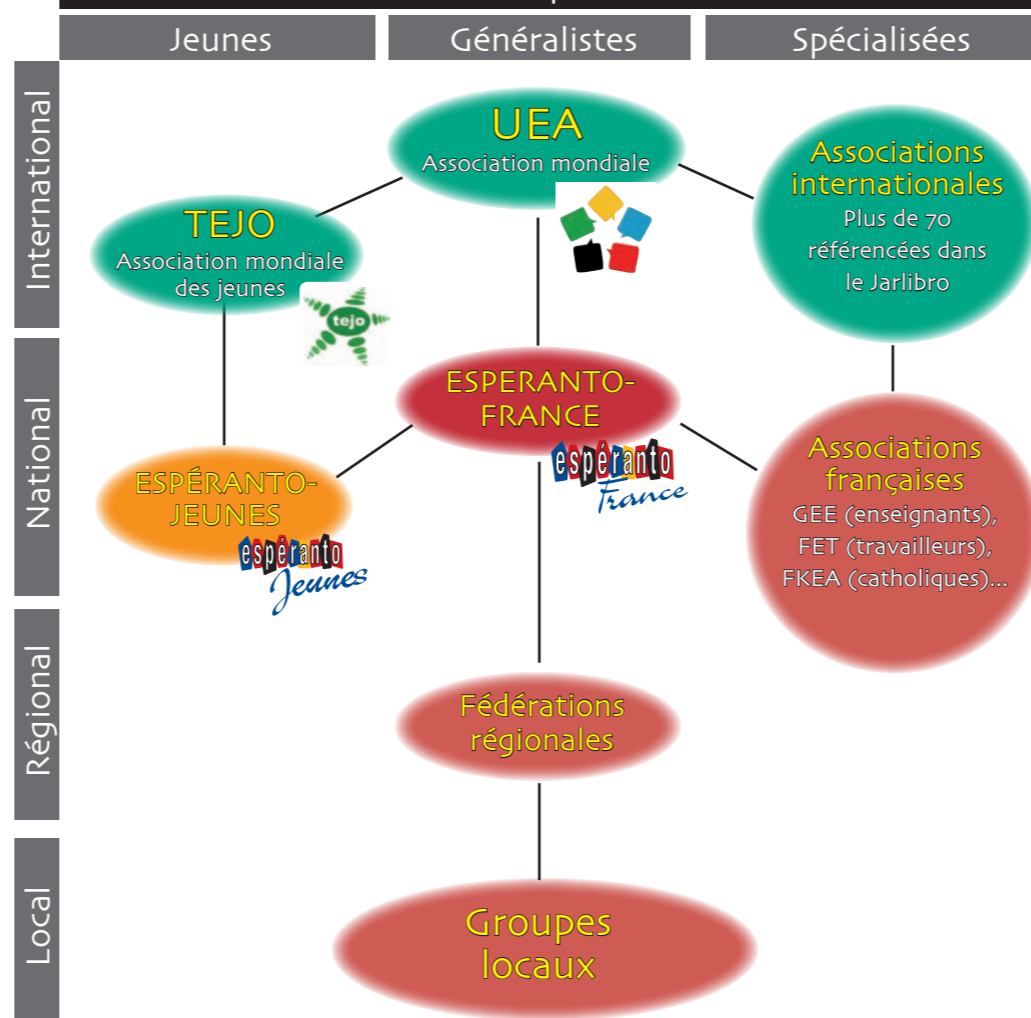 Jeunes
Généralistes
Spécialisées
International
UEA
Association mondiale
TEJO
Association mondiale
des jeunes
tejo
Associations
internationales
Plus de 70
référencées dans
le Jarlibro
National
ESPERANTO-
FRANCE
espéranto
France
ESPÉRANTO-
JEUNES
espéranto
Jeunes
Associations
françaises
GEE (enseignants),
FET (travailleurs),
FKEA (catholiques)...
Régional
Fédérations
régionales
Local
Groupes
locaux